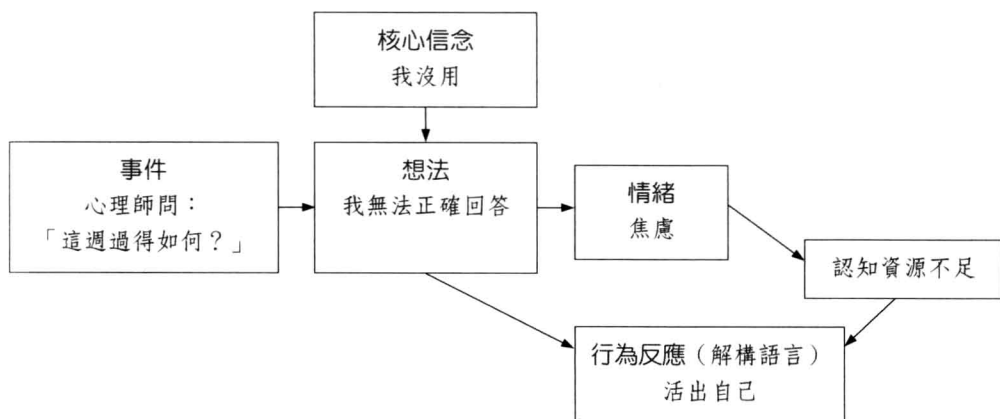 核心信念
我沒用
事件
心理師問：
「這週過得如何？」
想法
我無法正確回答
情緒
焦慮
認知資源不足
行為反應（解構語言）
活出自己